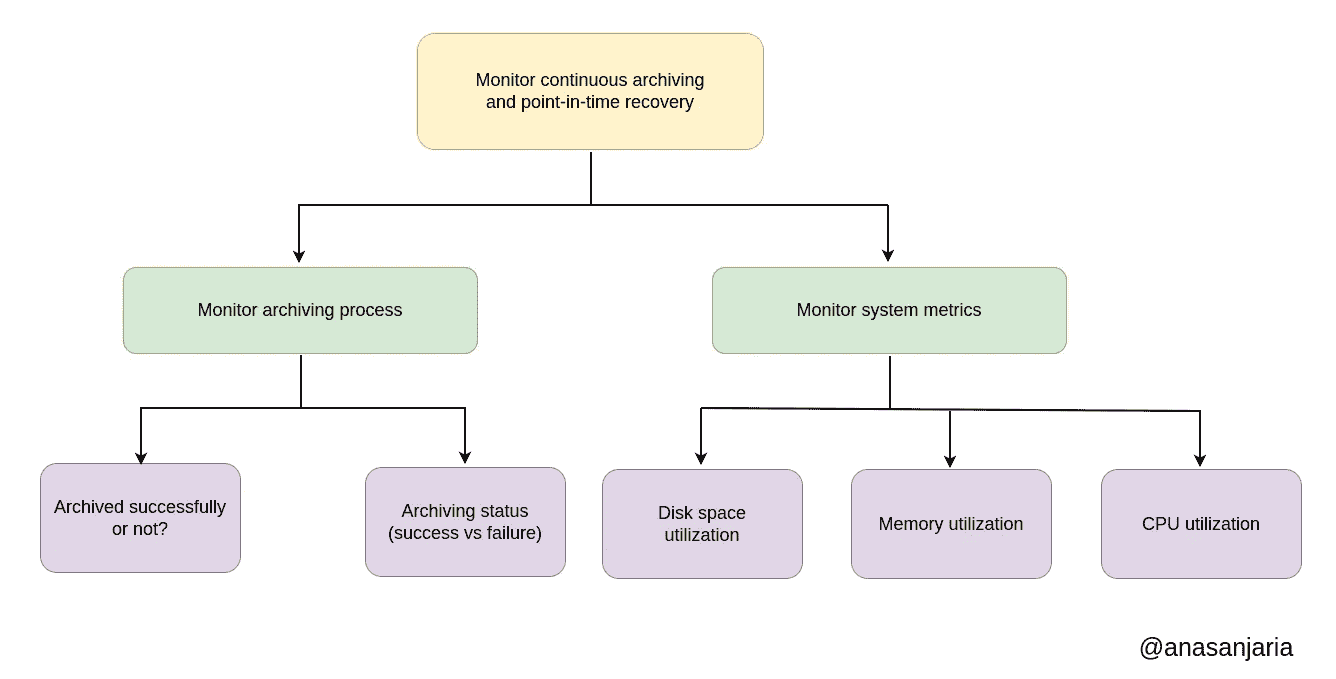 Monitor continuous archiving
and point-in-time recovery
Monitor archiving process
Monitor system metrics
Archived successfully
or not?
Archiving status
(success vs failure)
Disk space
utilization
Memory utilization
CPU utilization
@anasanjaria